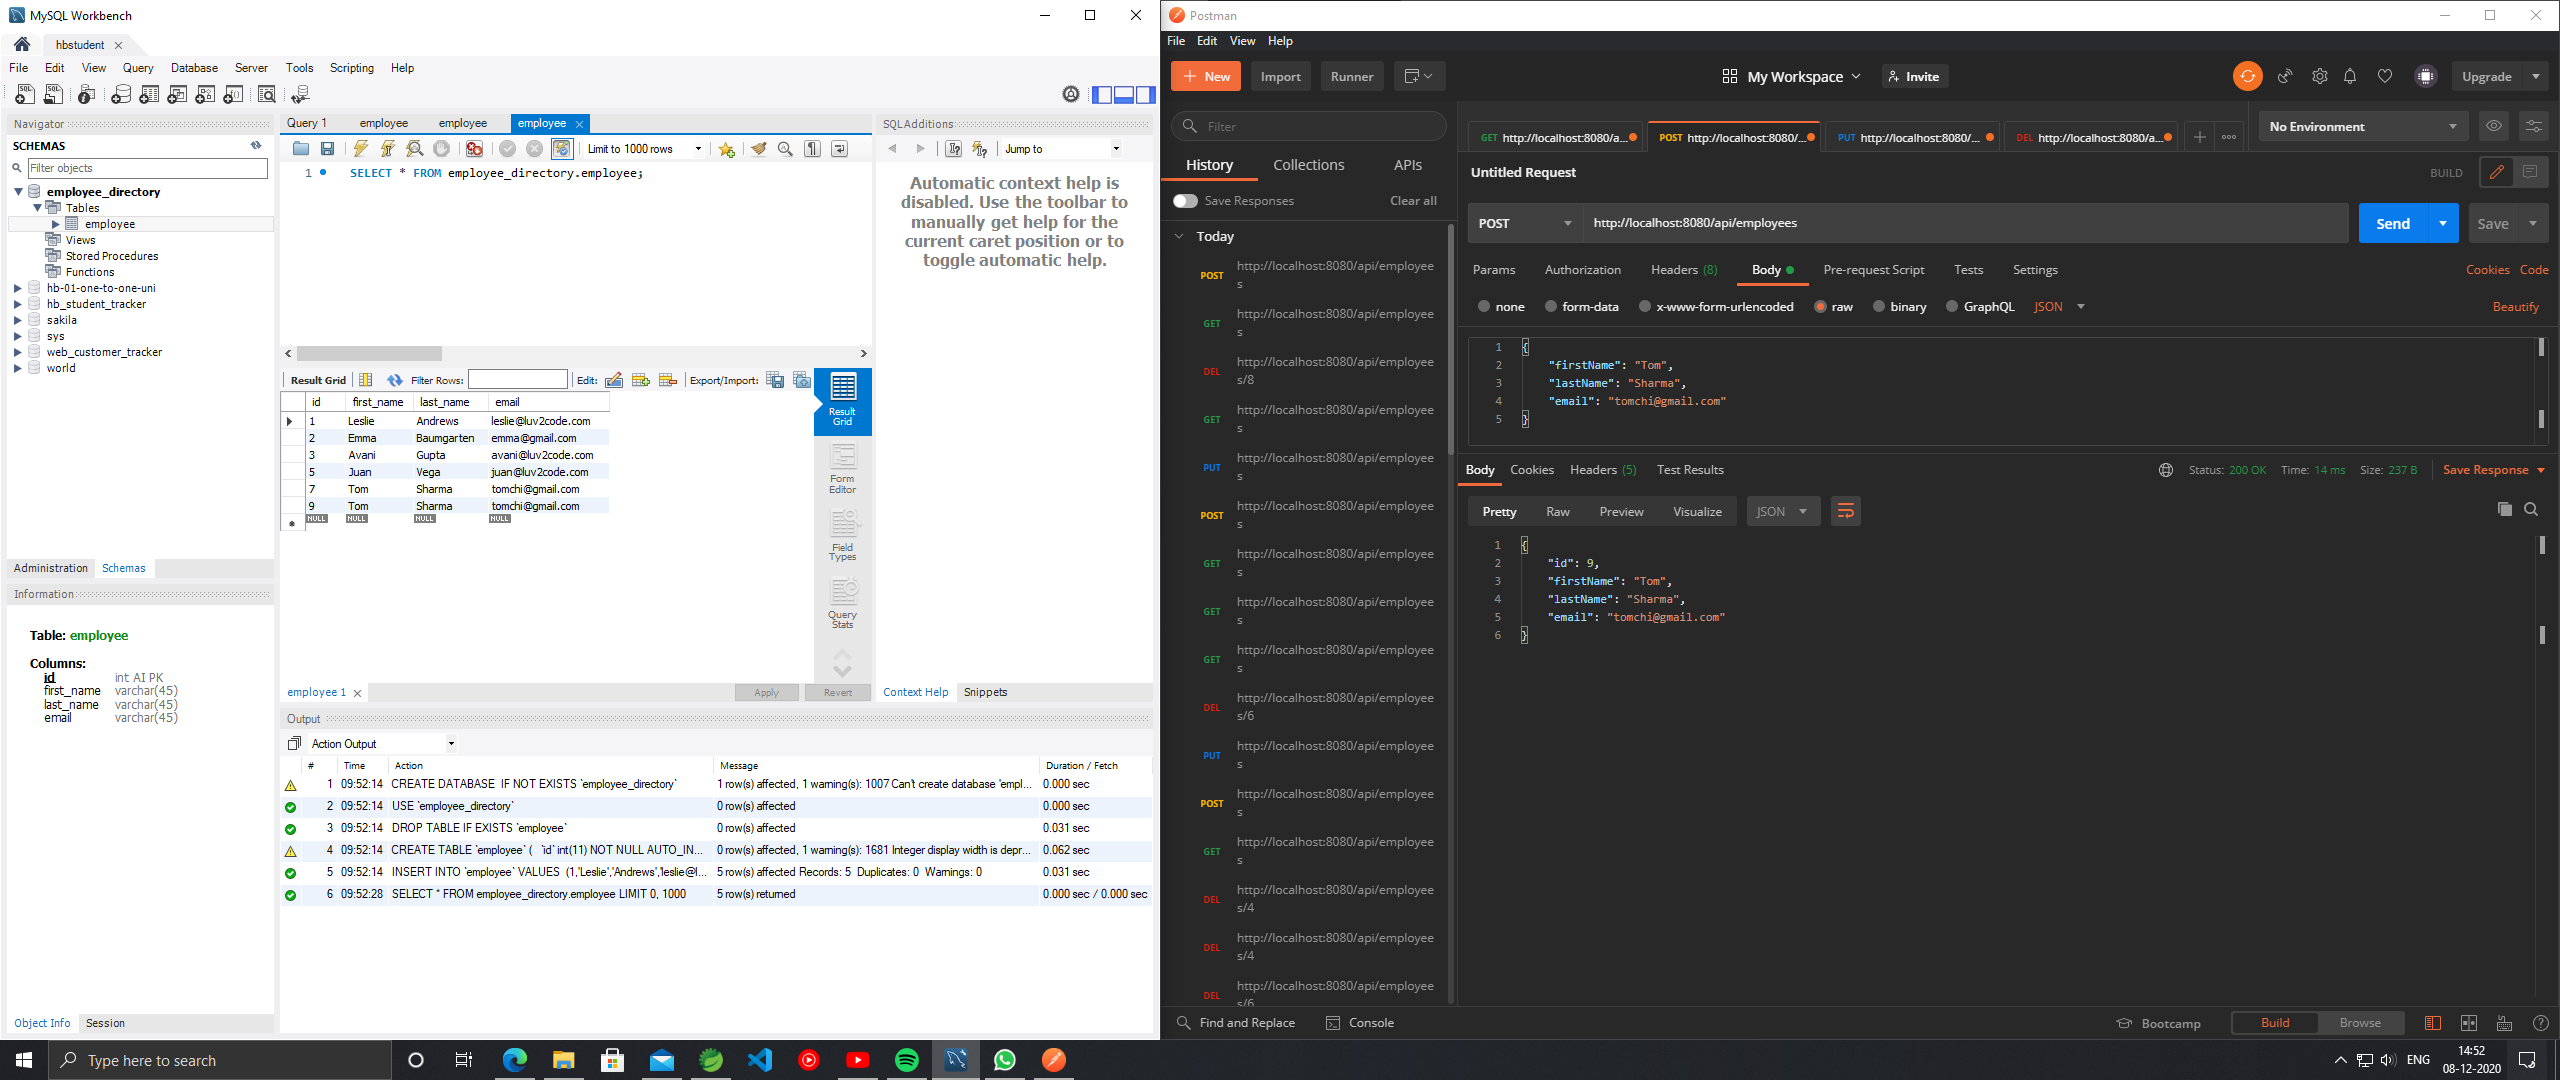 MySQL Workbench
hbstudent
File Edit View Query Database Server Tools Scripting Help
Navigator
SCHEMAS
Filter objects
employee_directory
Tables
employee
Views
Stored Procedures
Functions
hb-01-one-to-one-uni
hb_student_tracker
sakila
sys
web_customer_tracker
world
Administration Schemas
Information
Table: employee
Columns:
id int AI PK
first_name varchar(45)
last_name varchar(45)
email varchar(45)
Object Info Session
Query 1 employee employee employee
Limit to 1000 rows
1 SELECT * FROM employee_directory.employee;
Result Grid Filter Rows: Edit: Export/Import:
id first_name last_name email
1 Leslie Andrews leslie@luv2code.com
2 Emma Baumgarten emma@gmail.com
3 Avani Gupta avani@luv2code.com
5 Juan Vega juan@luv2code.com
7 Tom Sharma tomchi@gmail.com
9 Tom Sharma tomchi@gmail.com
NULL NULL NULL NULL
Result
Grid
Form
Editor
Field
Types
Query
Stats
employee 1 Apply Revert
SQLAdditions
Jump to
Automatic context help is
disabled. Use the toolbar to
manually get help for the
current caret position or to
toggle automatic help.
Context Help Snippets
Output
Action Output
# Time Action Message Duration / Fetch
1 09:52:14 CREATE DATABASE IF NOT EXISTS `employee_directory` 1 row(s) affected, 1 warning(s): 1007 Can't create database 'empl... 0.000 sec
2 09:52:14 USE `employee_directory` 0 row(s) affected 0.000 sec
3 09:52:14 DROP TABLE IF EXISTS `employee` 0 row(s) affected 0.031 sec
4 09:52:14 CREATE TABLE `employee` ( `id` int(11) NOT NULL AUTO_IN... 0 row(s) affected, 1 warning(s): 1681 Integer display width is depr... 0.062 sec
5 09:52:14 INSERT INTO `employee` VALUES (1,'Leslie','Andrews','leslie@l... 5 row(s) affected Records: 5 Duplicates: 0 Warnings: 0 0.031 sec
6 09:52:28 SELECT * FROM employee_directory.employee LIMIT 0, 1000 5 row(s) returned 0.000 sec / 0.000 sec
Postman
File Edit View Help
New Import Runner My Workspace Invite Upgrade
Filter
History Collections APIs
Save Responses Clear all
Today
POST http://localhost:8080/api/employee
s
GET http://localhost:8080/api/employee
s
DEL http://localhost:8080/api/employee
s/8
GET http://localhost:8080/api/employee
s
PUT http://localhost:8080/api/employee
s
POST http://localhost:8080/api/employee
s
GET http://localhost:8080/api/employee
s
GET http://localhost:8080/api/employee
s
GET http://localhost:8080/api/employee
s
DEL http://localhost:8080/api/employee
s/6
PUT http://localhost:8080/api/employee
s
POST http://localhost:8080/api/employee
s
GET http://localhost:8080/api/employee
s
DEL http://localhost:8080/api/employee
s/4
DEL http://localhost:8080/api/employee
s/4
DEL http://localhost:8080/api/employee
s/6
GET http://localhost:8080/a... POST http://localhost:8080/... PUT http://localhost:8080/... DEL http://localhost:8080/a... No Environment
Untitled Request BUILD
POST http://localhost:8080/api/employees Send Save
Params Authorization Headers (8) Body Pre-request Script Tests Settings Cookies Code
none form-data x-www-form-urlencoded raw binary GraphQL JSON Beautify
1 {
2 "firstName": "Tom",
3 "lastName": "Sharma",
4 "email": "tomchi@gmail.com"
5 }
Body Cookies Headers (5) Test Results Status: 200 OK Time: 14 ms Size: 237 B Save Response
Pretty Raw Preview Visualize JSON
1 {
2 "id": 9,
3 "firstName": "Tom",
4 "lastName": "Sharma",
5 "email": "tomchi@gmail.com"
6 }
Find and Replace Console Bootcamp Build Browse
Type here to search
ENG
14:52
08-12-2020